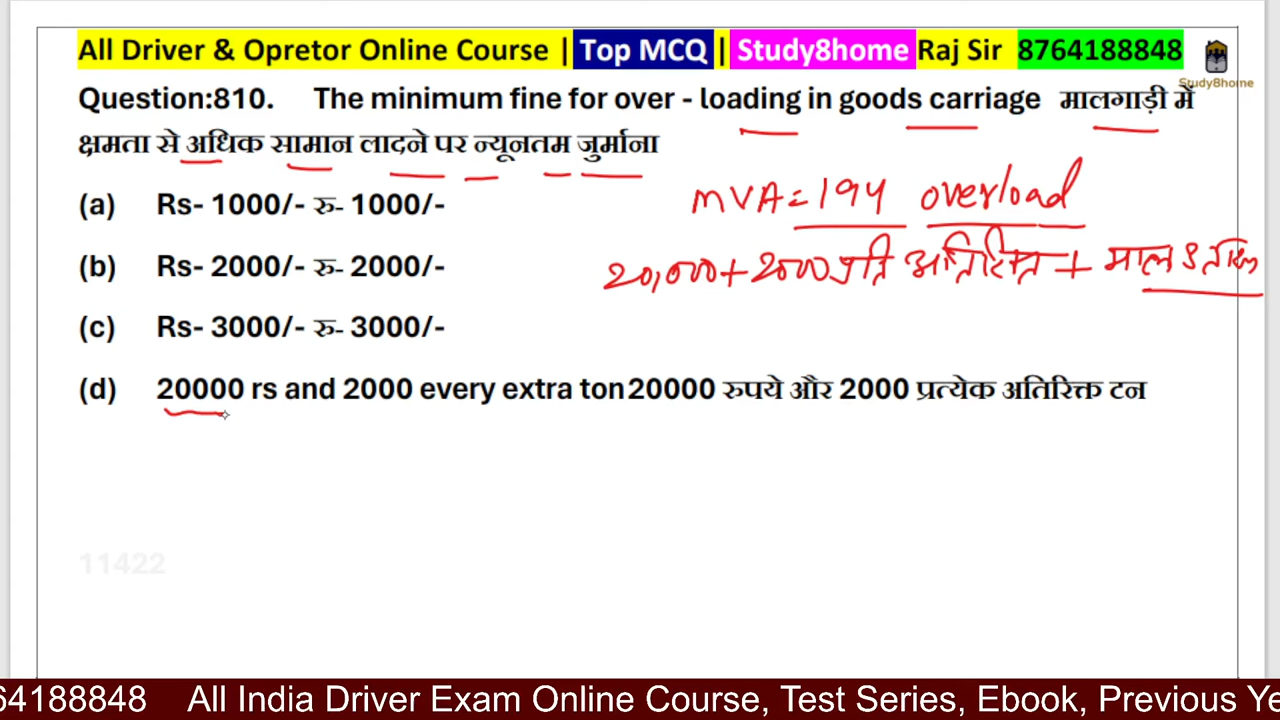 All Driver & Opretor Online Course | Top MCQ | Study8home Raj Sir 8764188848
Study8home
Question:810. The minimum fine for over - loading in goods carriage मालगाड़ी में
क्षमता से अधिक सामान लादने पर न्यूनतम जुर्माना
MVA = 194 overload
(a) Rs- 1000/- रु- 1000/-
20,000 + 2000 प्रति अतिरिक्त + माल
(b) Rs- 2000/- रु- 2000/-
(c) Rs- 3000/- रु- 3000/-
(d) 20000 rs and 2000 every extra ton 20000 रुपये और 2000 प्रत्येक अतिरिक्त टन
11422
64188848 All India Driver Exam Online Course, Test Series, Ebook, Previous Ye